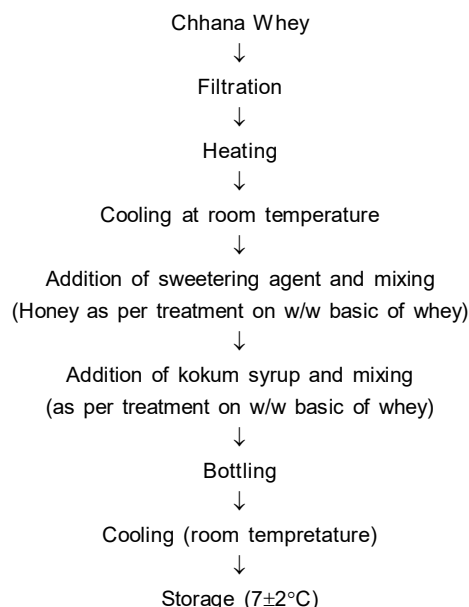 Chhana Whey
↓
Filtration
↓
Heating
↓
Cooling at room temperature
↓
Addition of sweetering agent and mixing
(Honey as per treatment on w/w basic of whey)
↓
Addition of kokum syrup and mixing
(as per treatment on w/w basic of whey)
↓
Bottling
↓
Cooling (room tempretature)
↓
Storage (7±2°C)